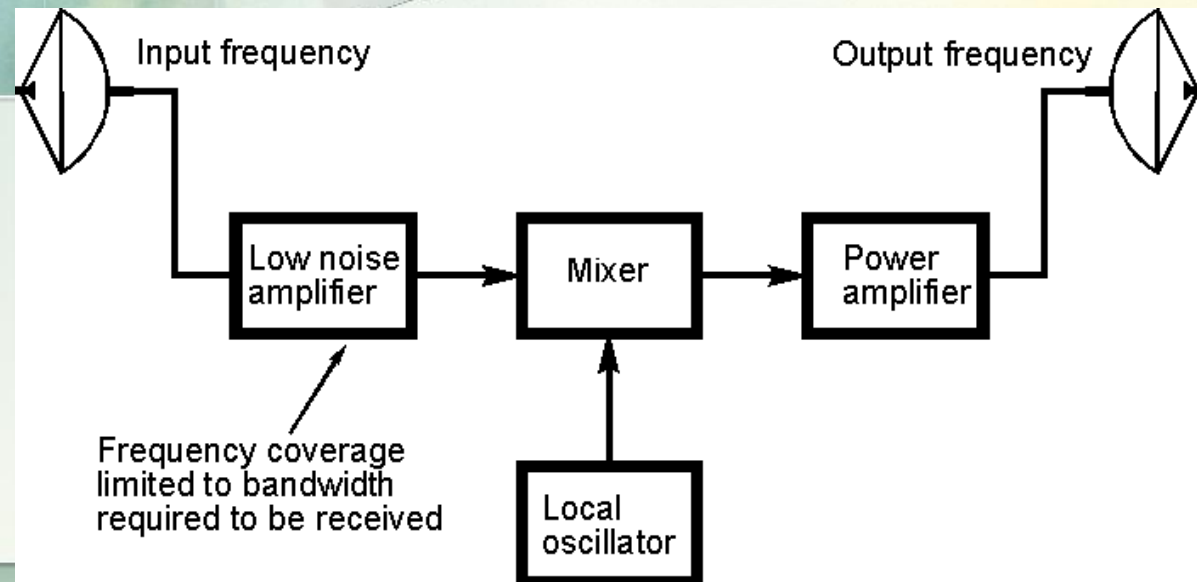 Input frequency
Output frequency
Low noise
amplifier
Mixer
Power
amplifier
Frequency coverage
limited to bandwidth
required to be received
Local
oscillator